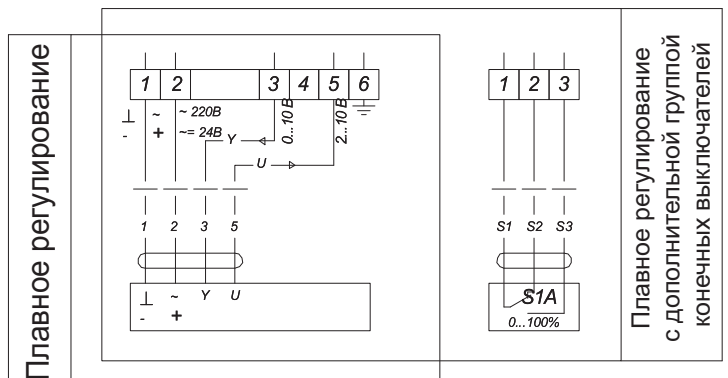 Плавное регулирование
1 2 3 4 5 6
⊥ ~ ~ 220В
- + ~= 24В
Y
0...10 В
U
2...10 В
1 2 3 5
⊥ ~ Y U
- +
1 2 3
S1 S2 S3
S1A
0...100%
Плавное регулирование
с дополнительной группой
конечных выключателей